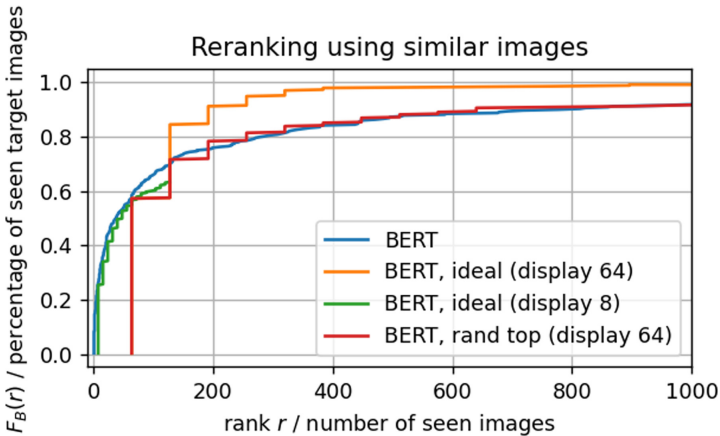 Reranking using similar images
F_B(r) / percentage of seen target images
1.0
0.8
0.6
0.4
0.2
0.0
BERT
BERT, ideal (display 64)
BERT, ideal (display 8)
BERT, rand top (display 64)
0 200 400 600 800 1000
rank r / number of seen images